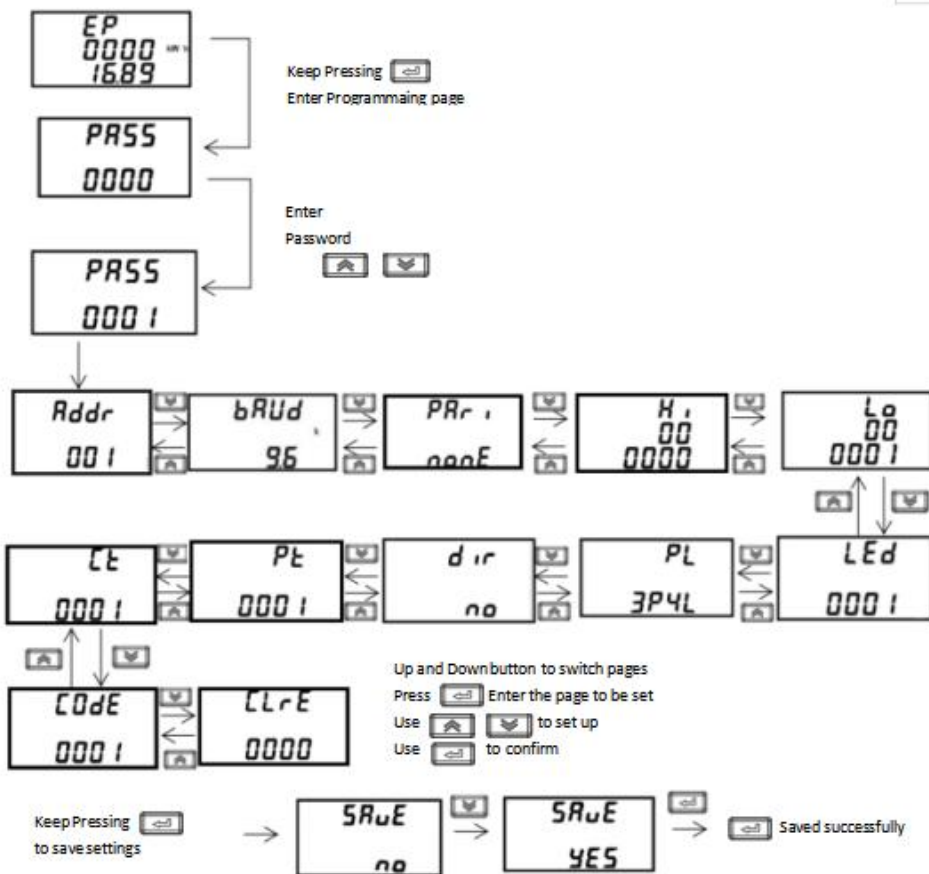 EP
0000
16.89
Keep Pressing
Enter Programmaing page
PASS
0000
Enter
Password
PASS
0001
Addr
001
bAUd
9.6
PAri
nonE
Hi
00
0000
Lo
00
0001
Ct
0001
Pt
0001
dir
no
PL
3P4L
LEd
0001
COdE
0001
CLrE
0000
Up and Down button to switch pages
Press Enter the page to be set
Use to set up
Use to confirm
Keep Pressing
to save settings
SAvE
no
SAvE
YES
Saved successfully